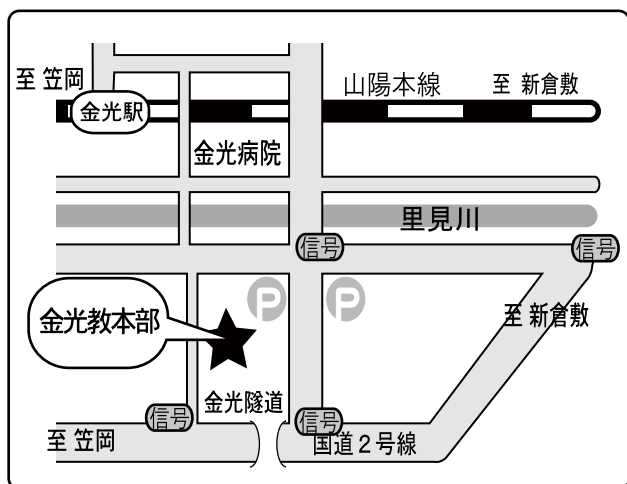 至 笠岡
山陽本線
至 新倉敷
金光駅
金光病院
里見川
信号
信号
P
P
金光教本部
至 新倉敷
金光隧道
信号
信号
至 笠岡
国道２号線